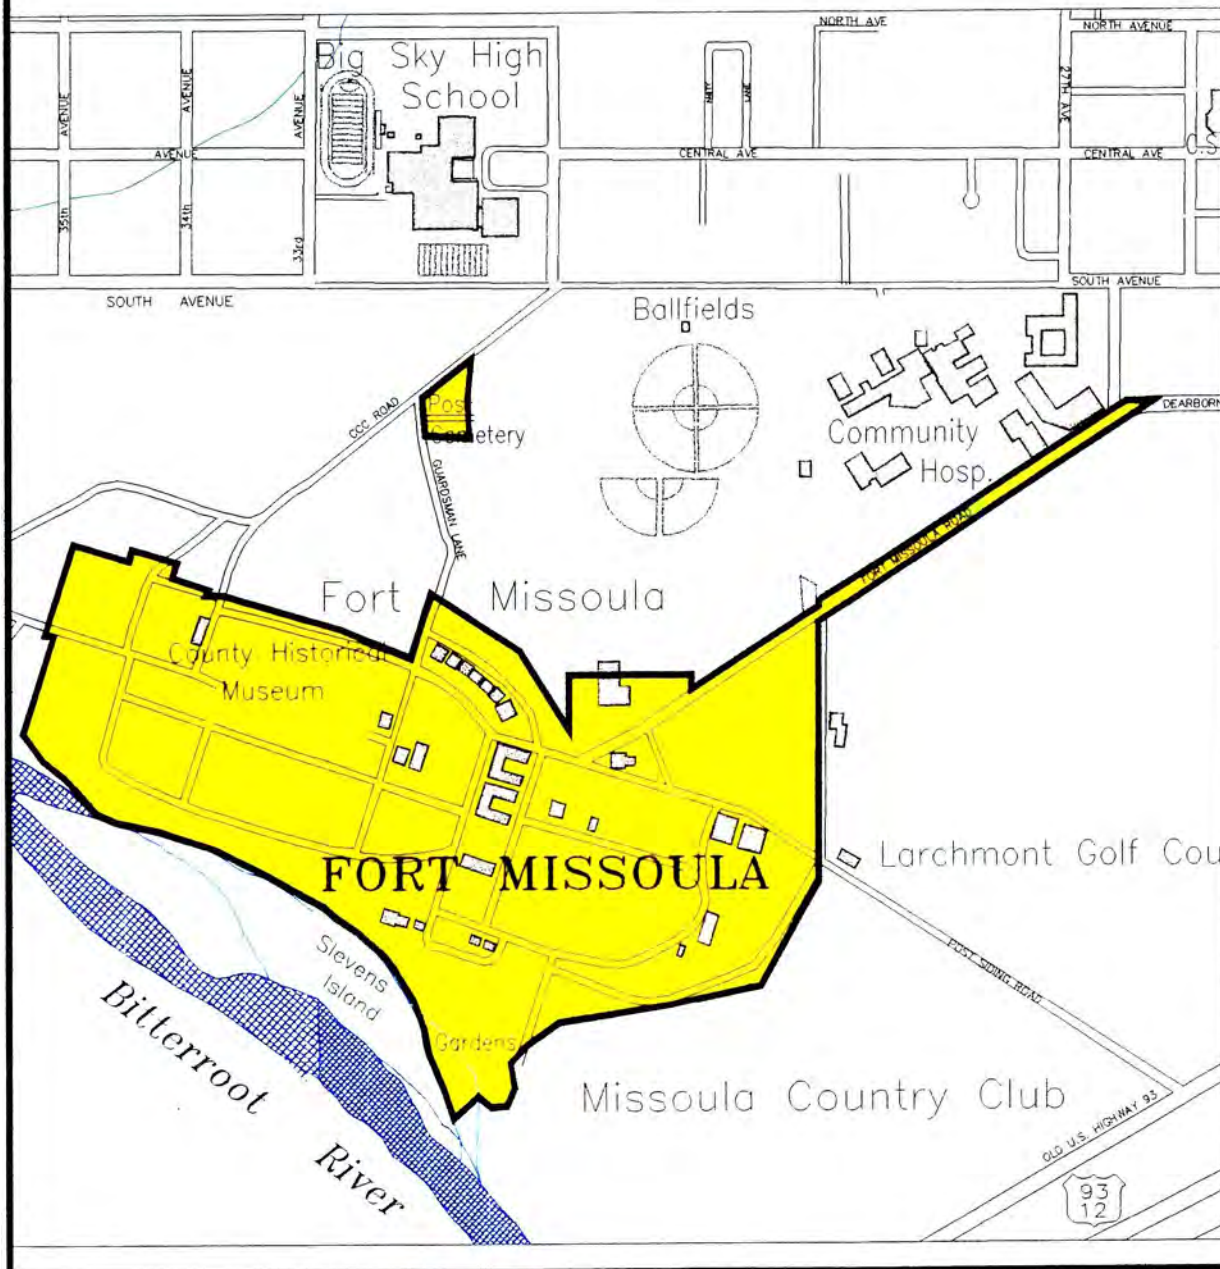 NORTH AVE
NORTH AVENUE
Big Sky High
School
AVENUE
AVENUE
AVENUE
27TH AVE
LANE
AVENUE
CENTRAL AVE
CENTRAL AVE
35th
34th
33rd
SOUTH AVENUE
SOUTH AVENUE
Ballfields
Post
Cemetery
CCC ROAD
DEARBORN
Community
Hosp.
GUARDSMAN LANE
FORT MISSOULA ROAD
Fort Missoula
County Historical
Museum
Larchmont Golf Cou
FORT MISSOULA
Stevens
Island
POST SIDING ROAD
Bitterroot
River
Gardens
Missoula Country Club
OLD U.S. HIGHWAY 93
93
12